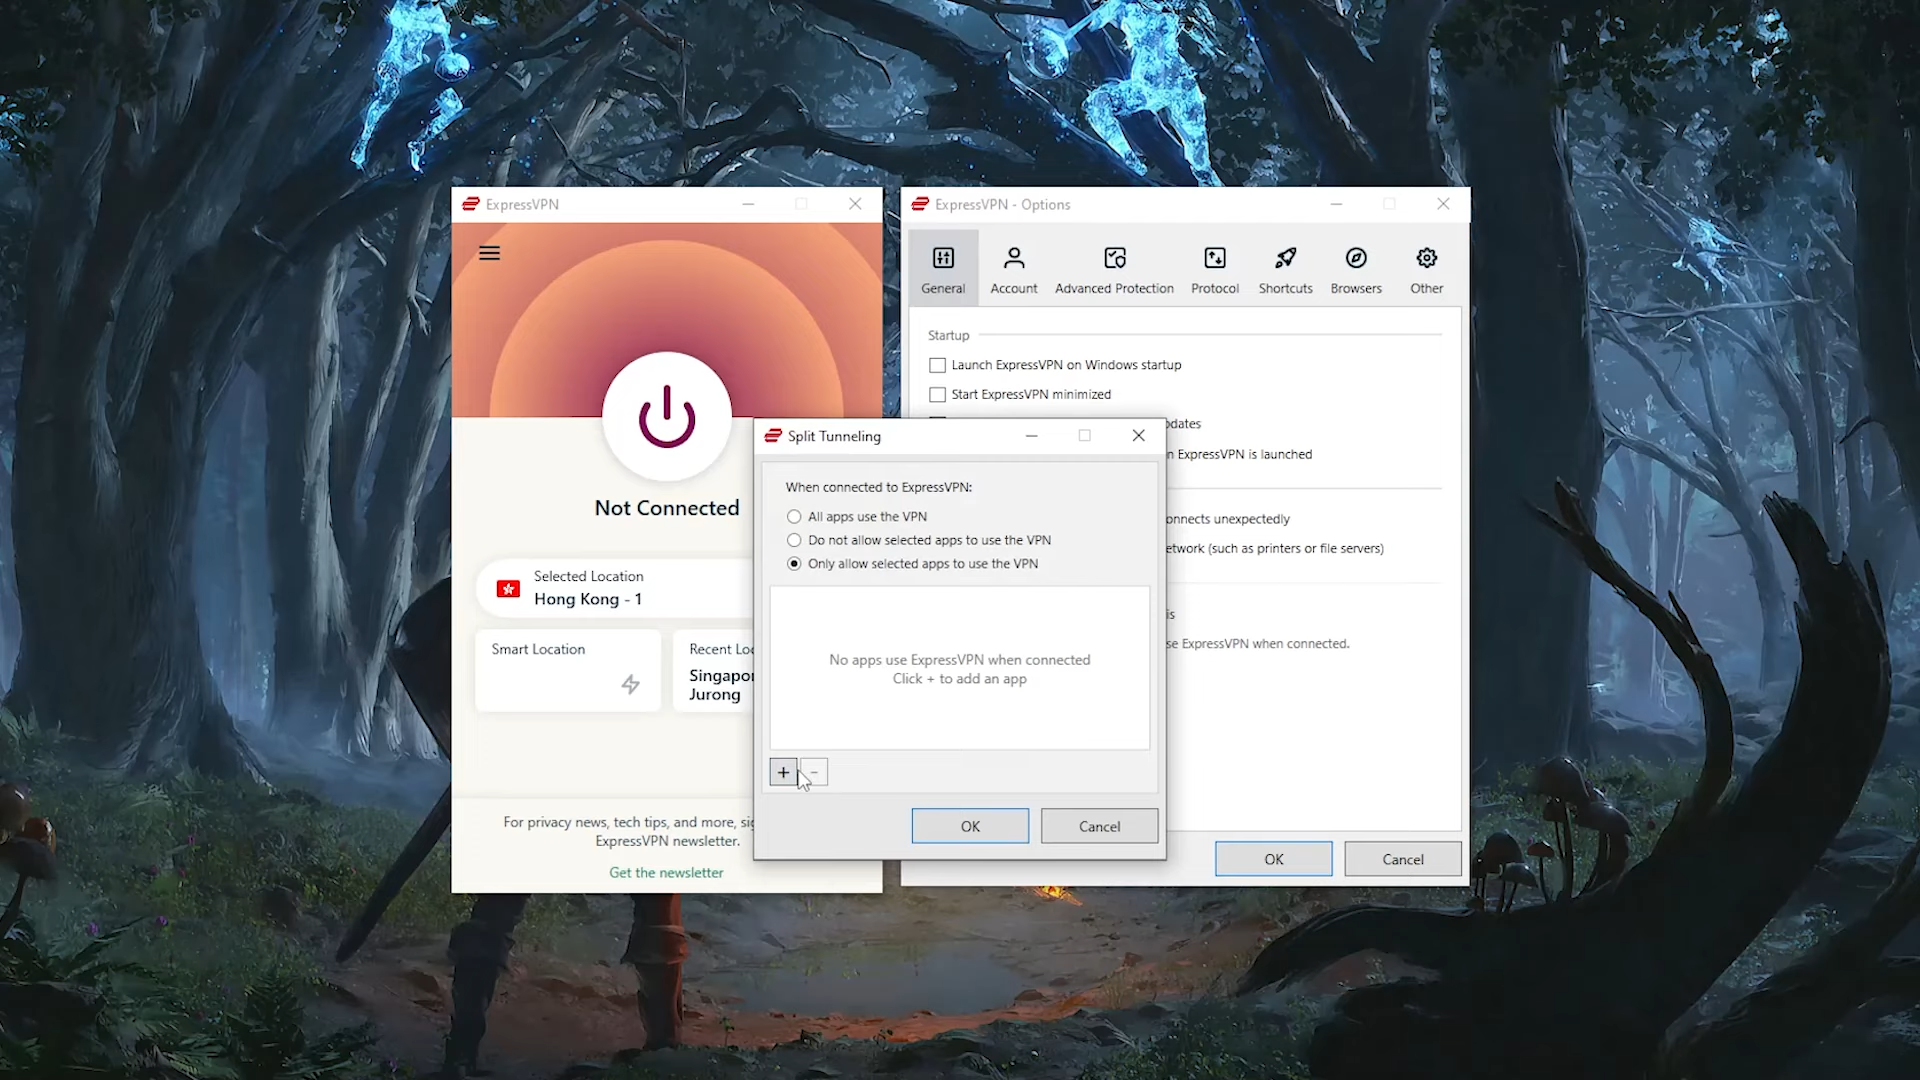 ExpressVPN
Not Connected
Selected Location
Hong Kong - 1
Smart Location
Recent Loc
Singapor
Jurong
For privacy news, tech tips, and more, sig
ExpressVPN newsletter.
Get the newsletter
ExpressVPN - Options
General
Account
Advanced Protection
Protocol
Shortcuts
Browsers
Other
Startup
Launch ExpressVPN on Windows startup
Start ExpressVPN minimized
pdates
n ExpressVPN is launched
onnects unexpectedly
etwork (such as printers or file servers)
is
se ExpressVPN when connected.
OK
Cancel
Split Tunneling
When connected to ExpressVPN:
All apps use the VPN
Do not allow selected apps to use the VPN
Only allow selected apps to use the VPN
No apps use ExpressVPN when connected
Click + to add an app
+
-
OK
Cancel